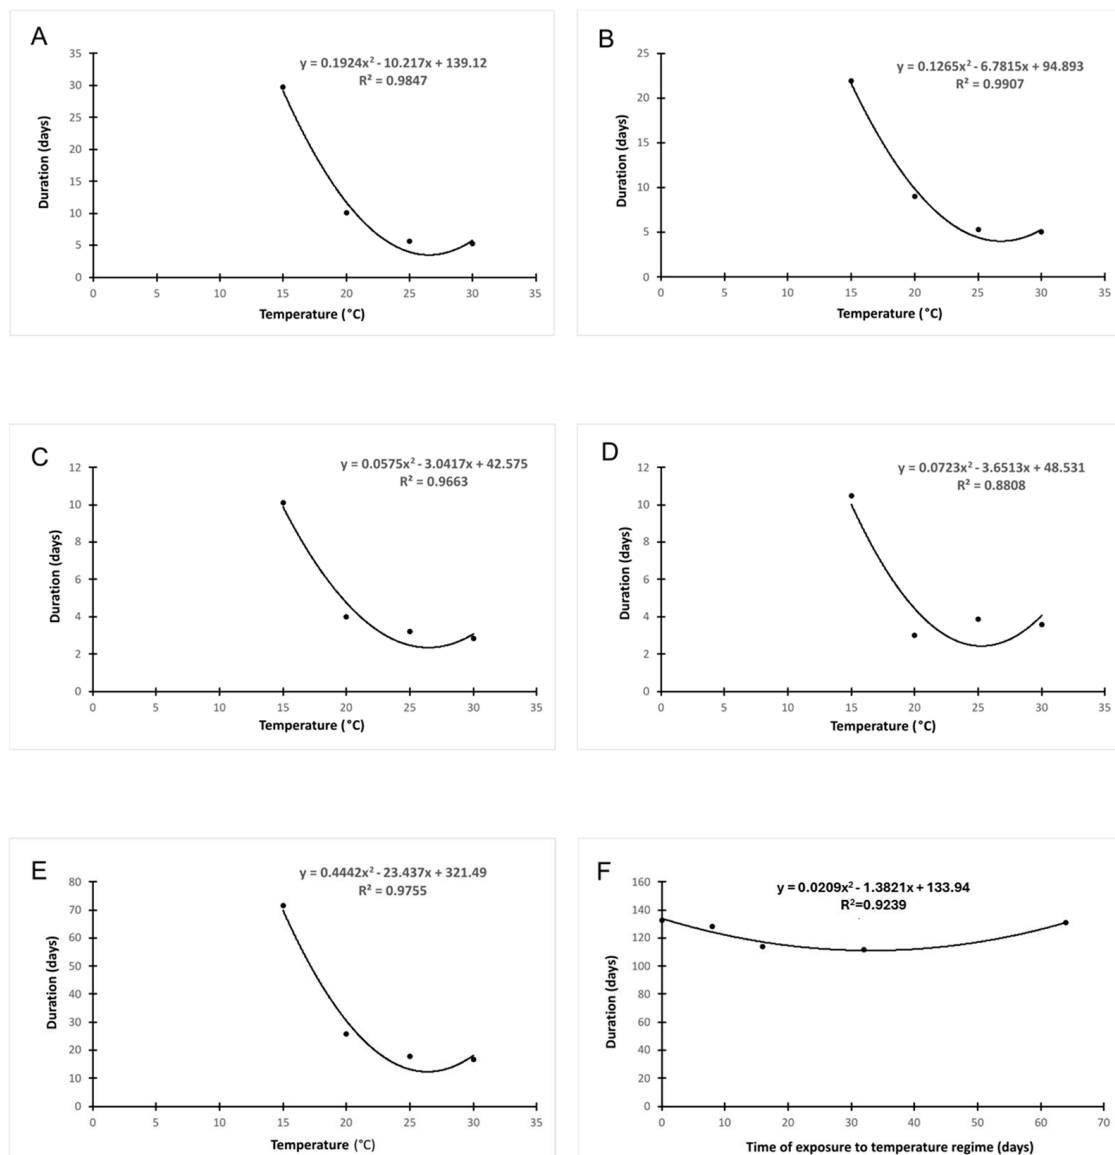 A
y = 0.1924x² - 10.217x + 139.12
R² = 0.9847
35
30
25
20
15
10
5
0
Duration (days)
0 5 10 15 20 25 30 35
Temperature (°C)
B
y = 0.1265x² - 6.7815x + 94.893
R² = 0.9907
25
20
15
10
5
0
Duration (days)
0 5 10 15 20 25 30 35
Temperature (°C)
C
y = 0.0575x² - 3.0417x + 42.575
R² = 0.9663
12
10
8
6
4
2
0
Duration (days)
0 5 10 15 20 25 30 35
Temperature (°C)
D
y = 0.0723x² - 3.6513x + 48.531
R² = 0.8808
12
10
8
6
4
2
0
Duration (days)
0 5 10 15 20 25 30 35
Temperature (°C)
E
y = 0.4442x² - 23.437x + 321.49
R² = 0.9755
80
70
60
50
40
30
20
10
0
Duration (days)
0 5 10 15 20 25 30 35
Temperature (°C)
F
y = 0.0209x² - 1.3821x + 133.94
R²=0.9239
160
140
120
100
80
60
40
20
0
Duration (days)
0 10 20 30 40 50 60 70
Time of exposure to temperature regime (days)